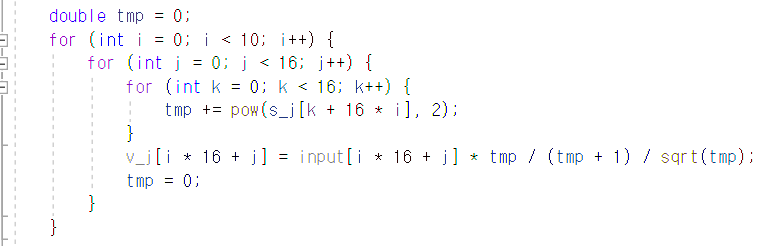 double tmp = 0;
for (int i = 0; i < 10; i++) {
for (int j = 0; j < 16; j++) {
for (int k = 0; k < 16; k++) {
tmp += pow(s_j[k + 16 * i], 2);
}
v_j[i * 16 + j] = input[i * 16 + j] * tmp / (tmp + 1) / sqrt(tmp);
tmp = 0;
}
}